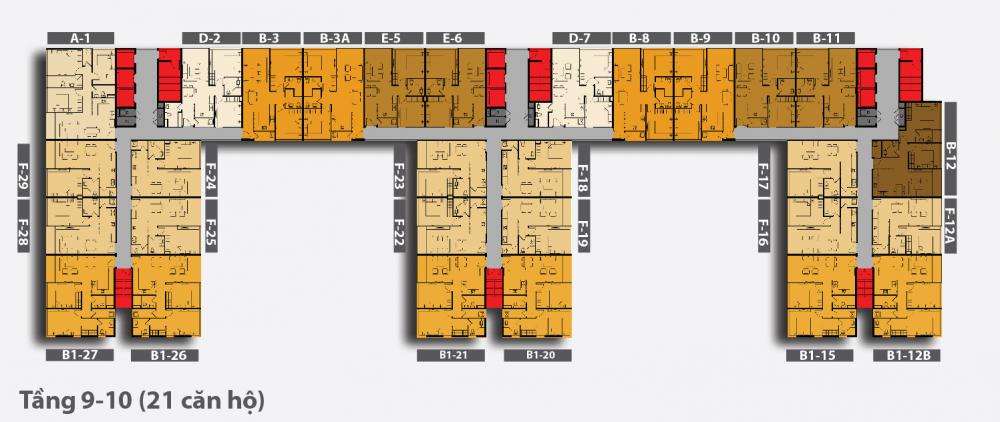 A-1
D-2
B-3
B-3A
E-5
E-6
D-7
B-8
B-9
B-10
B-11
B-12
F-29
F-24
F-23
F-18
F-17
F-12A
F-28
F-25
F-22
F-19
F-16
B1-27
B1-26
B1-21
B1-20
B1-15
B1-12B
Tầng 9-10 (21 căn hộ)